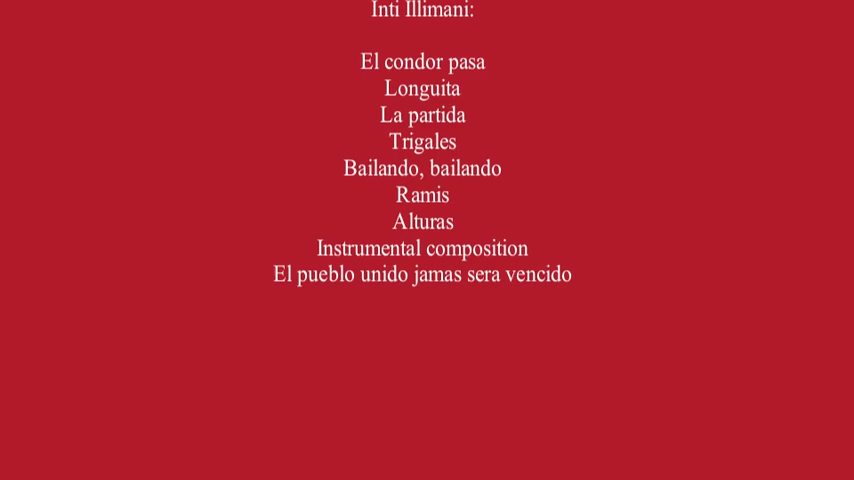 Inti Illimani:
El condor pasa
Longuita
La partida
Trigales
Bailando, bailando
Ramis
Alturas
Instrumental composition
El pueblo unido jamas sera vencido